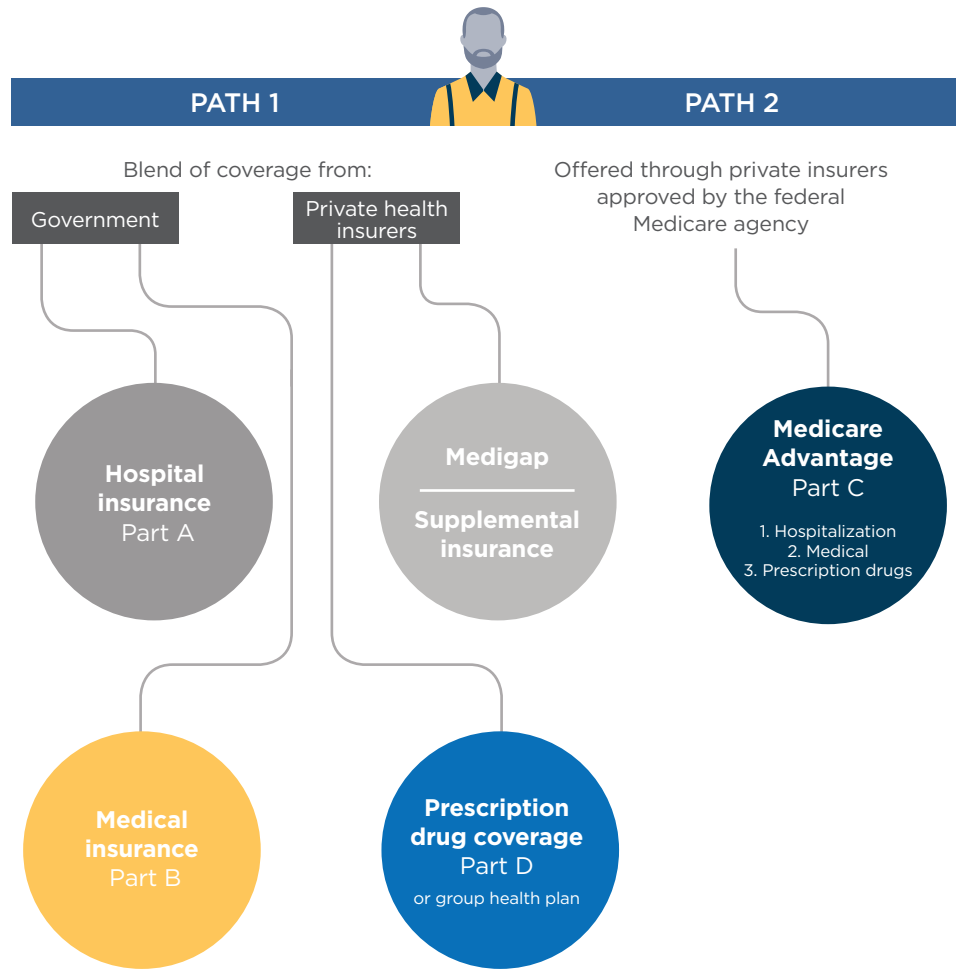 PATH 1
Blend of coverage from:
Government
Private health
insurers
Hospital
insurance
Part A
Medigap
Supplemental
insurance
Medical
insurance
Part B
Prescription
drug coverage
Part D
or group health plan
PATH 2
Offered through private insurers
approved by the federal
Medicare agency
Medicare
Advantage
Part C
1. Hospitalization
2. Medical
3. Prescription drugs